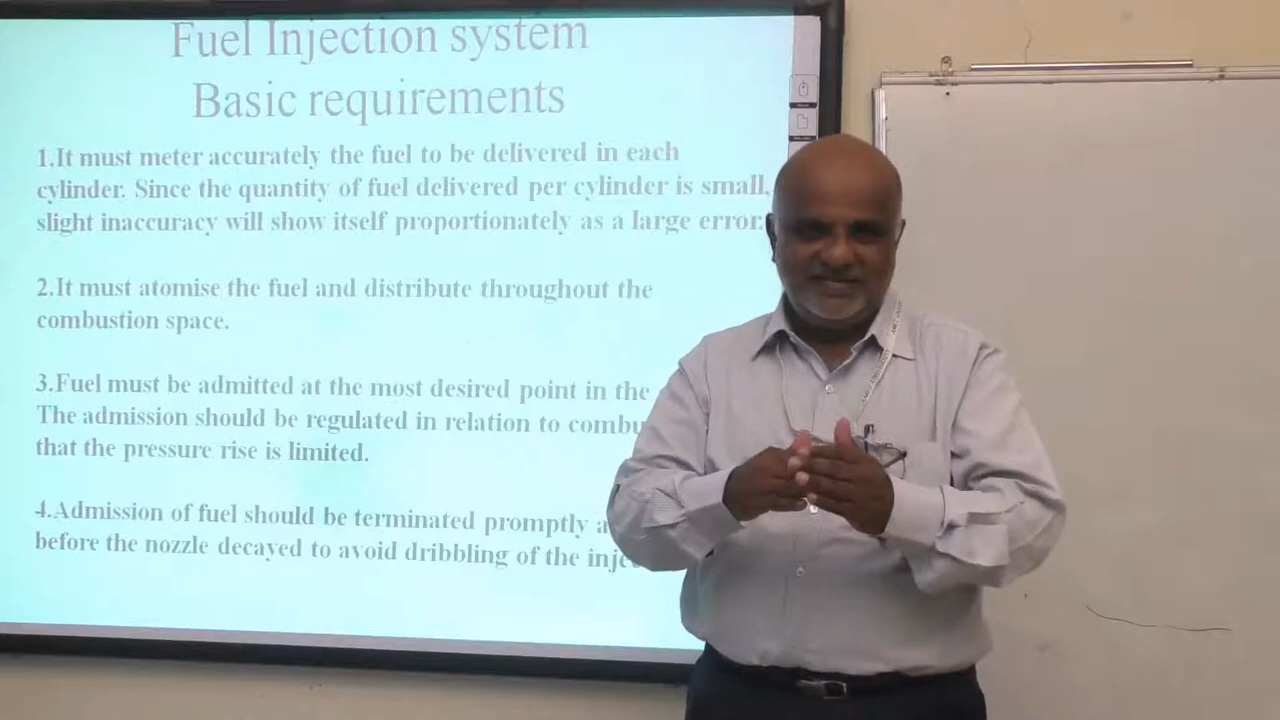 Fuel Injection system
Basic requirements
1.It must meter accurately the fuel to be delivered in each
cylinder. Since the quantity of fuel delivered per cylinder is small,
slight inaccuracy will show itself proportionately as a large error.
2.It must atomise the fuel and distribute throughout the
combustion space.
3.Fuel must be admitted at the most desired point in the
The admission should be regulated in relation to
that the pressure rise is limited.
4.Admission of fuel should be terminated promptly
before the nozzle decayed to avoid dribbling of the